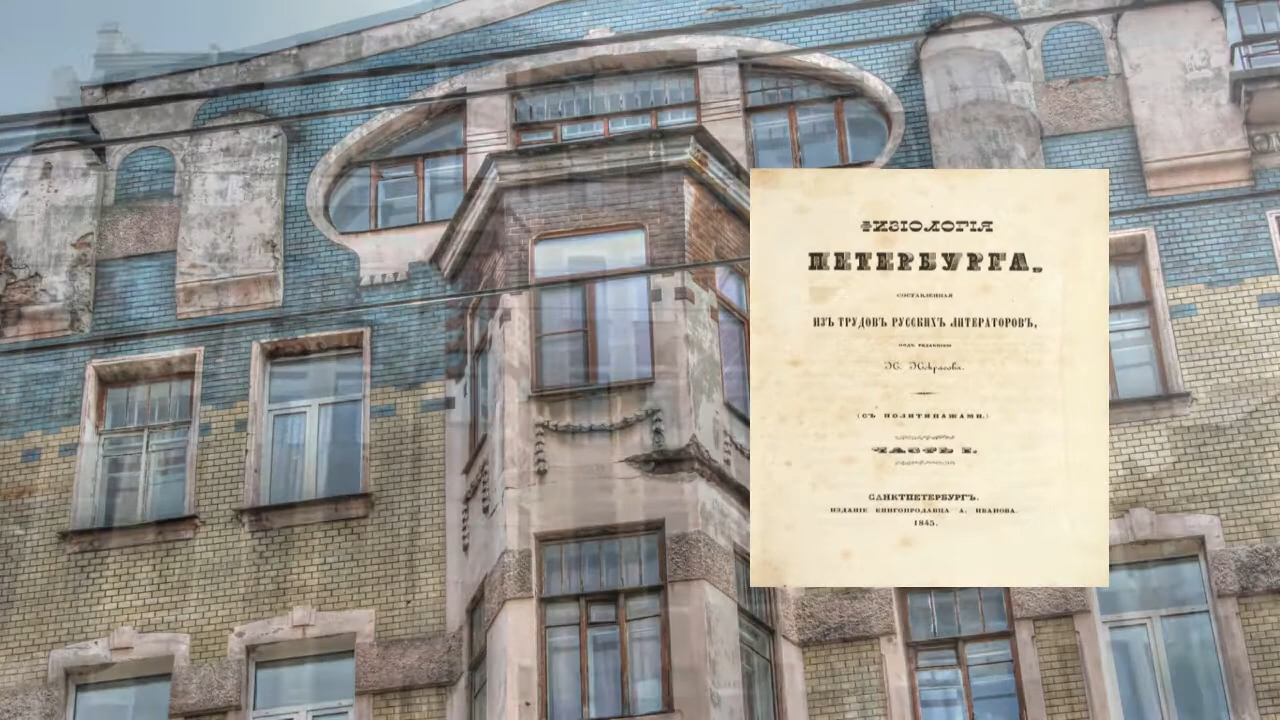 ФИЗІОЛОГІЯ
ПЕТЕРБУРГА,
СОСТАВЛЕННАЯ
ИЗЪ ТРУДОВЪ РУССКИХЪ ЛИТЕРАТОРОВЪ,
ПОДЪ РЕДАКЦІЕЮ
Н. Некрасова.
(СЪ ПОЛИТИПАЖАМИ.)
ЧАСТЬ I.
САНКТПЕТЕРБУРГЪ.
ИЗДАНІЕ КНИГОПРОДАВЦА А. ИВАНОВА.
1845.